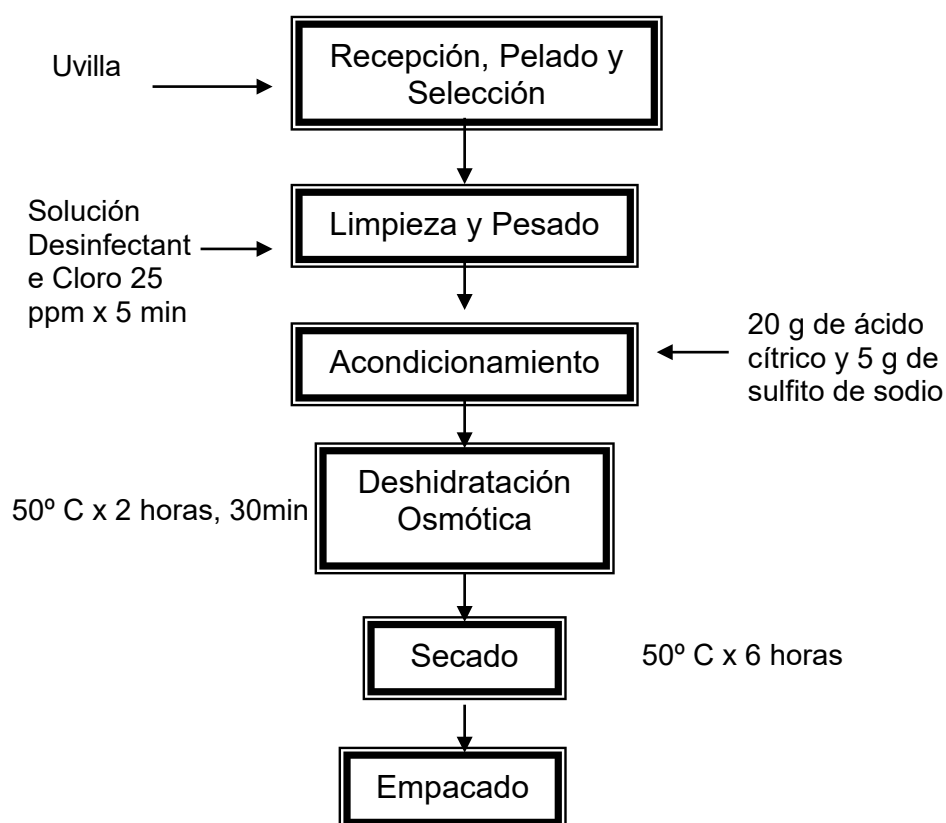 Uvilla
Recepción, Pelado y
Selección
Solución
Desinfectant
e Cloro 25
ppm x 5 min
Limpieza y Pesado
Acondicionamiento
20 g de ácido
cítrico y 5 g de
sulfito de sodio
50º C x 2 horas, 30min
Deshidratación
Osmótica
Secado
50º C x 6 horas
Empacado